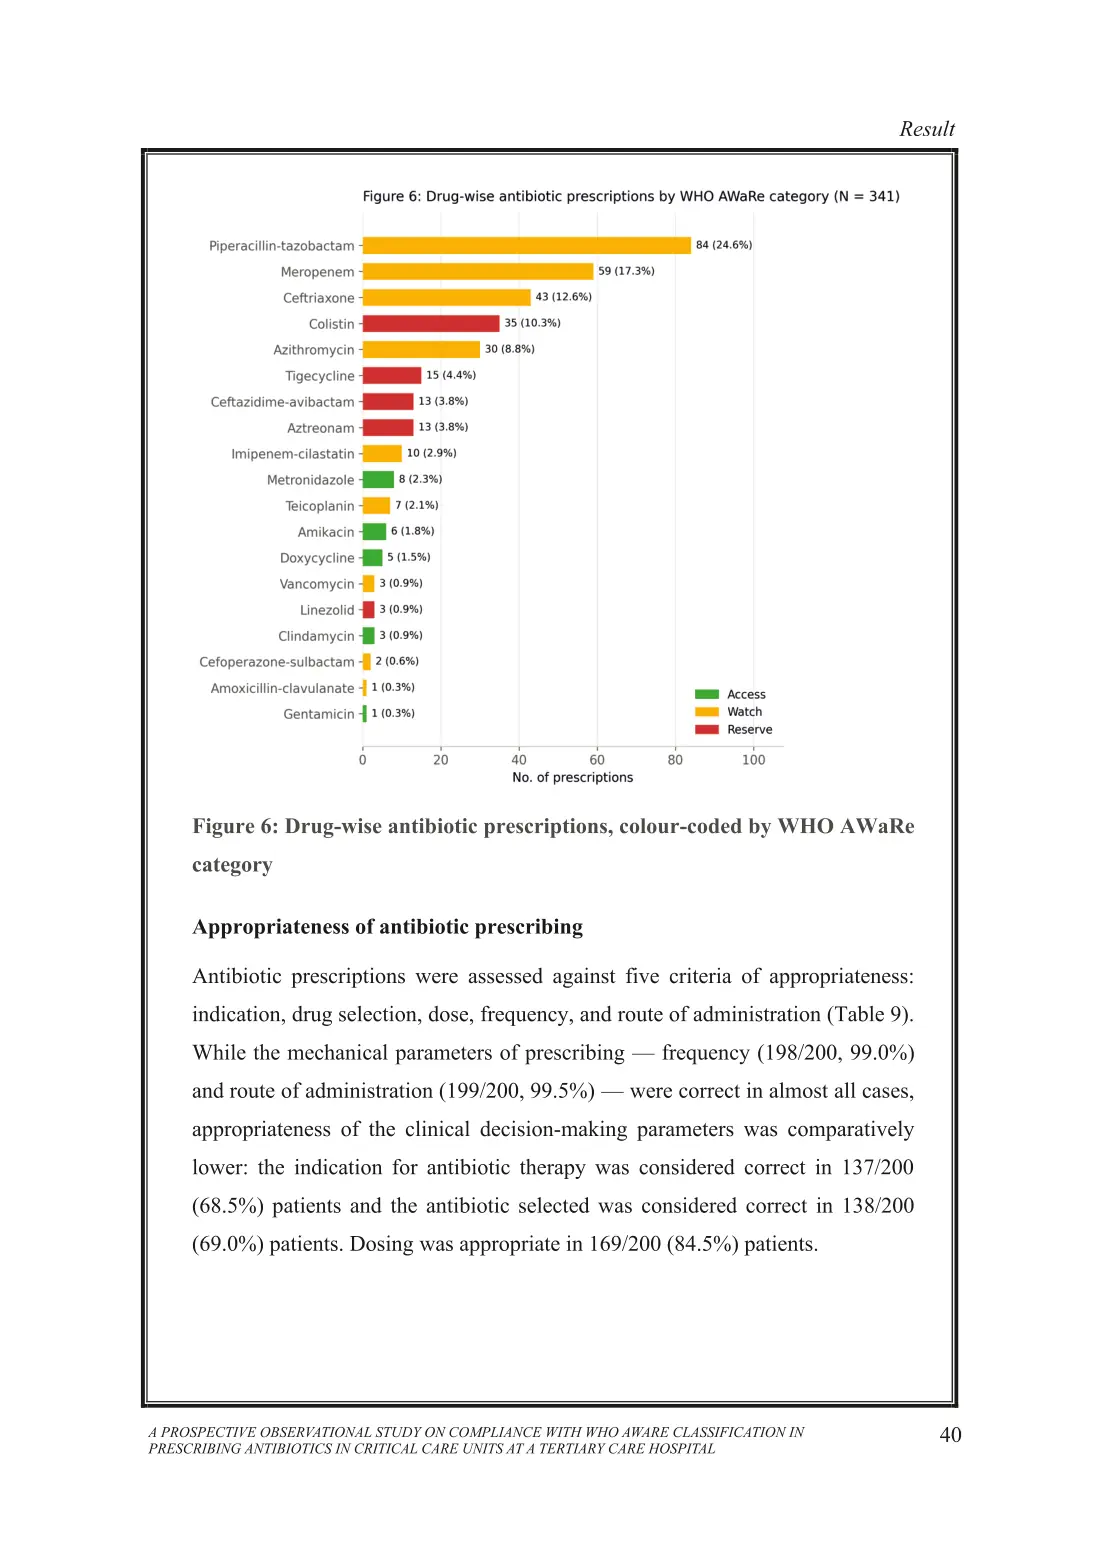 Result
Figure 6: Drug-wise antibiotic prescriptions by WHO AWaRe category (N = 341)
Piperacillin-tazobactam 84 (24.6%)
Meropenem 59 (17.3%)
Ceftriaxone 43 (12.6%)
Colistin 35 (10.3%)
Azithromycin 30 (8.8%)
Tigecycline 15 (4.4%)
Ceftazidime-avibactam 13 (3.8%)
Aztreonam 13 (3.8%)
Imipenem-cilastatin 10 (2.9%)
Metronidazole 8 (2.3%)
Teicoplanin 7 (2.1%)
Amikacin 6 (1.8%)
Doxycycline 5 (1.5%)
Vancomycin 3 (0.9%)
Linezolid 3 (0.9%)
Clindamycin 3 (0.9%)
Cefoperazone-sulbactam 2 (0.6%)
Amoxicillin-clavulanate 1 (0.3%)
Gentamicin 1 (0.3%)
Access
Watch
Reserve
0 20 40 60 80 100
No. of prescriptions
Figure 6: Drug-wise antibiotic prescriptions, colour-coded by WHO AWaRe
category
Appropriateness of antibiotic prescribing
Antibiotic prescriptions were assessed against five criteria of appropriateness:
indication, drug selection, dose, frequency, and route of administration (Table 9).
While the mechanical parameters of prescribing — frequency (198/200, 99.0%)
and route of administration (199/200, 99.5%) — were correct in almost all cases,
appropriateness of the clinical decision-making parameters was comparatively
lower: the indication for antibiotic therapy was considered correct in 137/200
(68.5%) patients and the antibiotic selected was considered correct in 138/200
(69.0%) patients. Dosing was appropriate in 169/200 (84.5%) patients.
A PROSPECTIVE OBSERVATIONAL STUDY ON COMPLIANCE WITH WHO AWARE CLASSIFICATION IN
PRESCRIBING ANTIBIOTICS IN CRITICAL CARE UNITS AT A TERTIARY CARE HOSPITAL
40